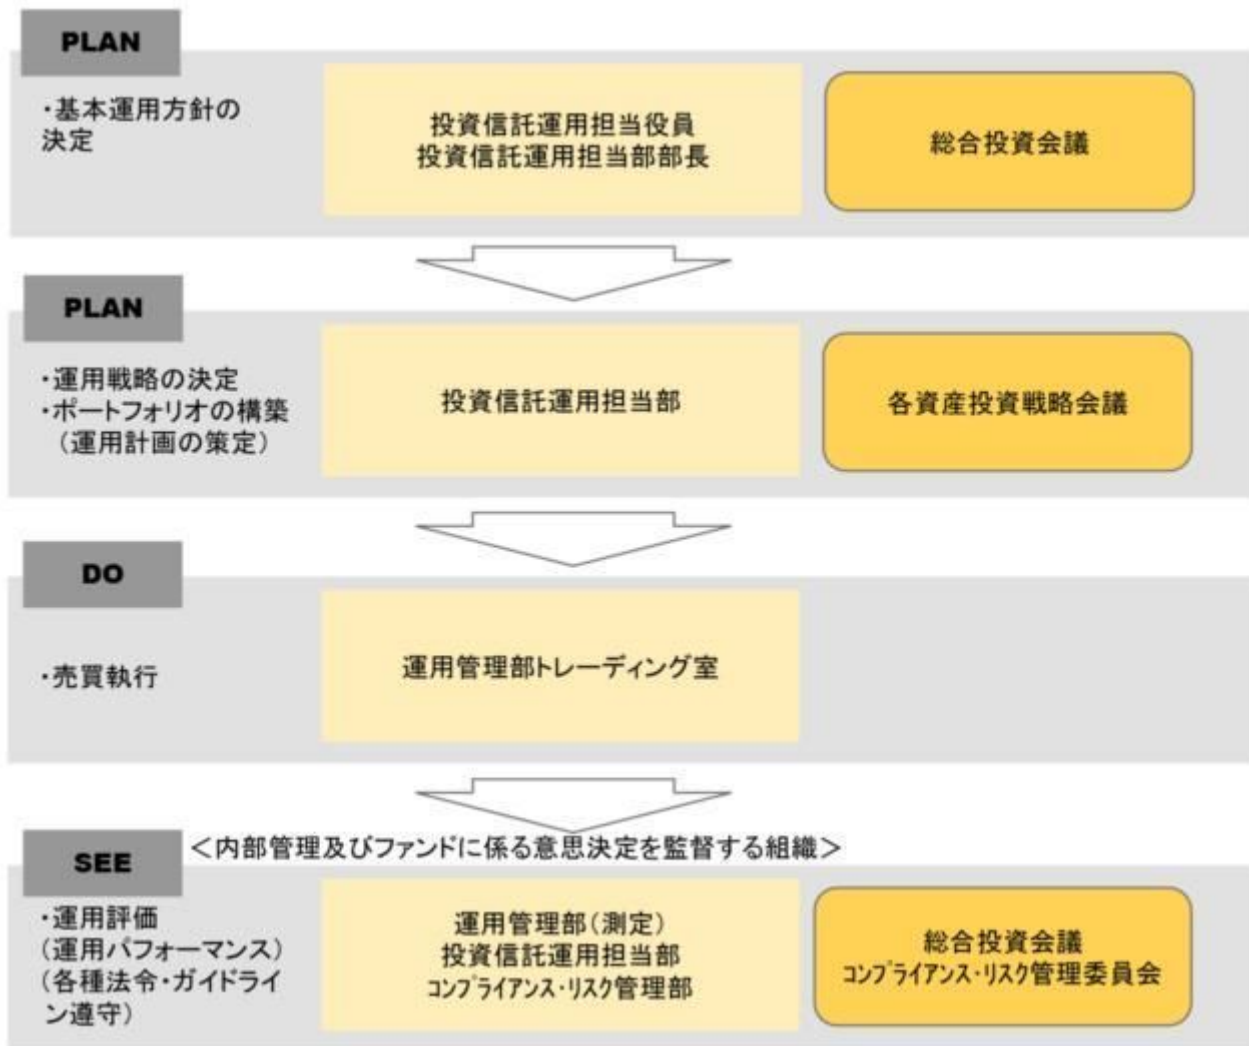 PLAN
・基本運用方針の
決定
投資信託運用担当役員
投資信託運用担当部部長
総合投資会議
PLAN
・運用戦略の決定
・ポートフォリオの構築
（運用計画の策定）
投資信託運用担当部
各資産投資戦略会議
DO
・売買執行
運用管理部トレーディング室
SEE
＜内部管理及びファンドに係る意思決定を監督する組織＞
・運用評価
(運用パフォーマンス)
(各種法令・ガイドライ
ン遵守)
運用管理部(測定)
投資信託運用担当部
ｺﾝﾌﾟﾗｲｱﾝｽ・ﾘｽｸ管理部
総合投資会議
ｺﾝﾌﾟﾗｲｱﾝｽ・ﾘｽｸ管理委員会